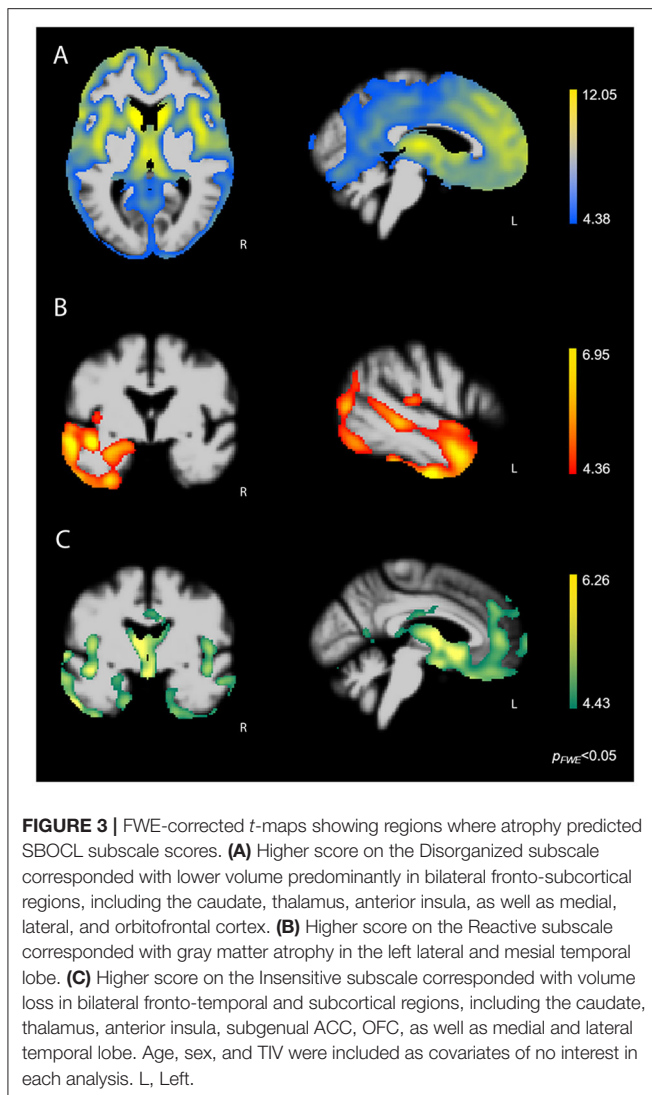 A
12.05
4.38
R
L
B
6.95
4.36
R
L
C
6.26
4.43
R
L
pFWE<0.05
FIGURE 3 | FWE-corrected t-maps showing regions where atrophy predicted
SBOCL subscale scores. (A) Higher score on the Disorganized subscale
corresponded with lower volume predominantly in bilateral fronto-subcortical
regions, including the caudate, thalamus, anterior insula, as well as medial,
lateral, and orbitofrontal cortex. (B) Higher score on the Reactive subscale
corresponded with gray matter atrophy in the left lateral and mesial temporal
lobe. (C) Higher score on the Insensitive subscale corresponded with volume
loss in bilateral fronto-temporal and subcortical regions, including the caudate,
thalamus, anterior insula, subgenual ACC, OFC, as well as medial and lateral
temporal lobe. Age, sex, and TIV were included as covariates of no interest in
each analysis. L, Left.